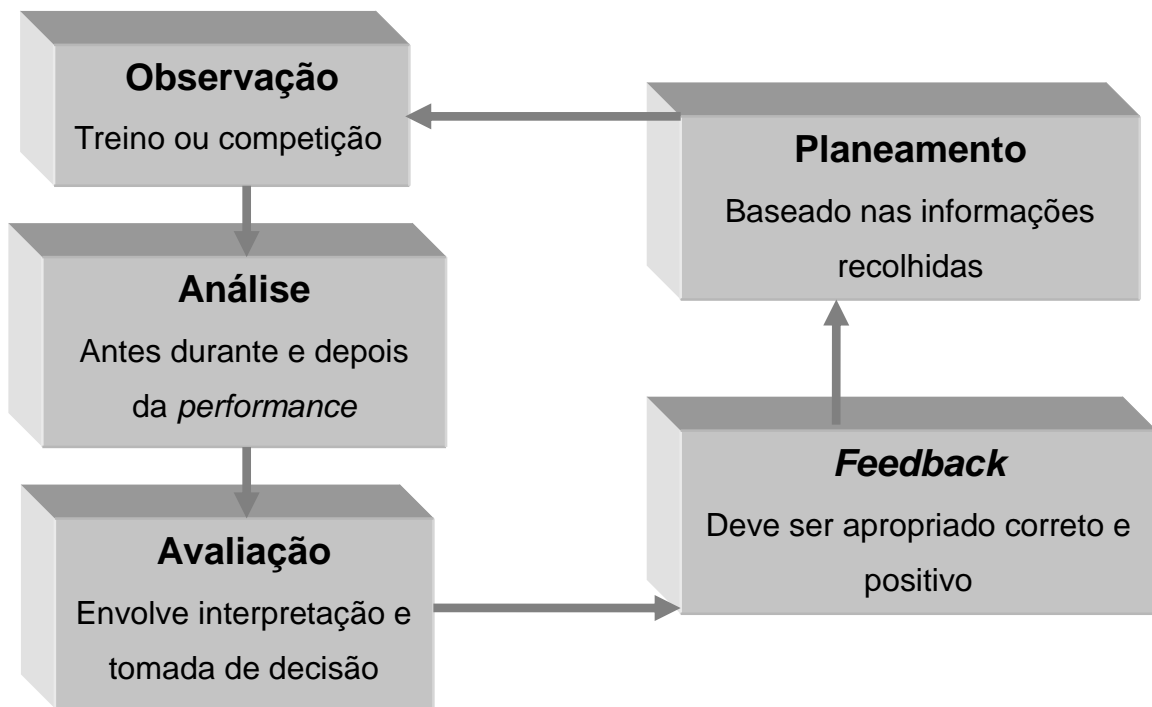 Observação
Treino ou competição
Análise
Antes durante e depois
da performance
Avaliação
Envolve interpretação e
tomada de decisão
Feedback
Deve ser apropriado correto e
positivo
Planeamento
Baseado nas informações
recolhidas